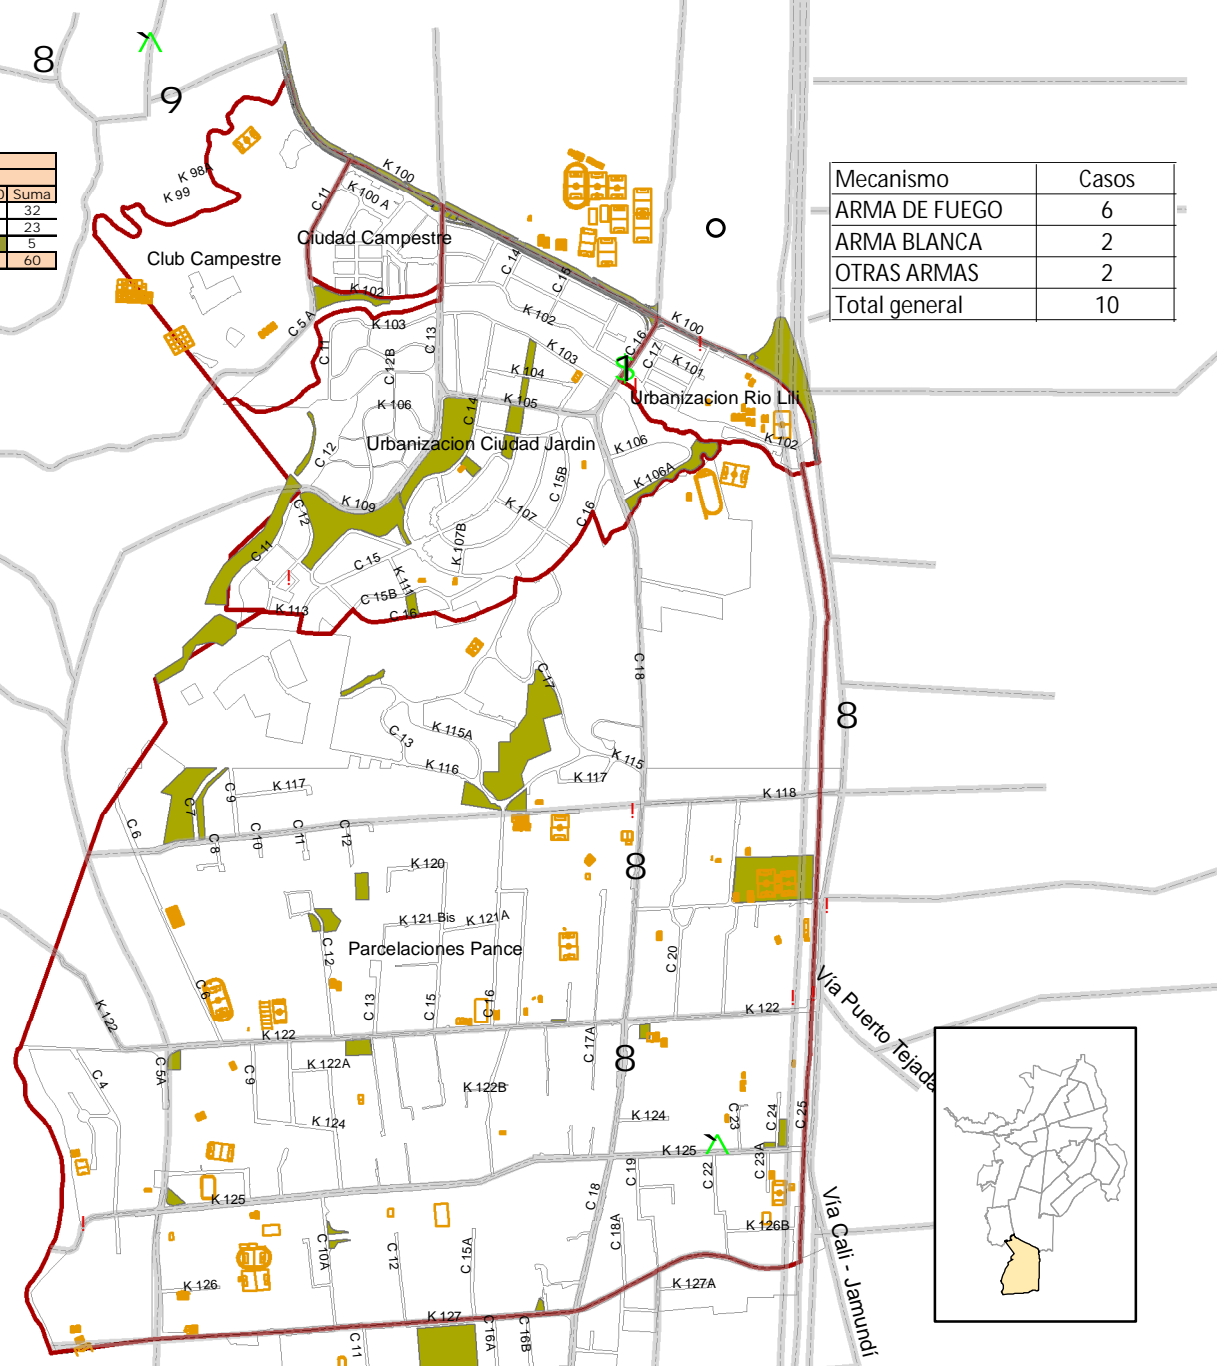 8
9
Suma
32
23
5
60
Mecanismo Casos
ARMA DE FUEGO 6
ARMA BLANCA 2
OTRAS ARMAS 2
Total general 10
K 98A
K 99
C 11
K 100
K 100 A
Ciudad Campestre
Club Campestre
K 102
C 5 A
C 11
K 103
C 13
C 12B
K 106
C 14
C 15
K 102
K 103
K 104
K 105
C 14
C 16
C 17
K 100
K 101
$
Urbanizacion Rio Lili
K 102
Urbanizacion Ciudad Jardin
C 12
K 106
K 106A
C 15B
C 16
K 109
K 107
K 107B
C 12
C 11
C 15
K 111
C 15B
C 16
K 113
C 18
C 17
8
C 13
K 115A
K 116
K 115
K 117
K 117
K 118
C 7
C 9
C 6
C 8
C 10
C 11
C 12
K 120
8
K 121 Bis
K 121A
Parcelaciones Pance
C 12
C 20
C 6
C 13
C 15
C 16
K 122
K 122
K 122
Vía Puerto Tejada
C 17A
8
C 5A
C 9
K 122A
K 122B
C 4
K 124
K 124
C 23
C 24
C 25
K 125
C 19
C 22
C 23A
K 125
C 18
C 18A
K 126B
Vía Cali - Jamundí
C 10A
C 12
C 15A
K 126
K 127A
K 127
C 11
C 16A
C 16B